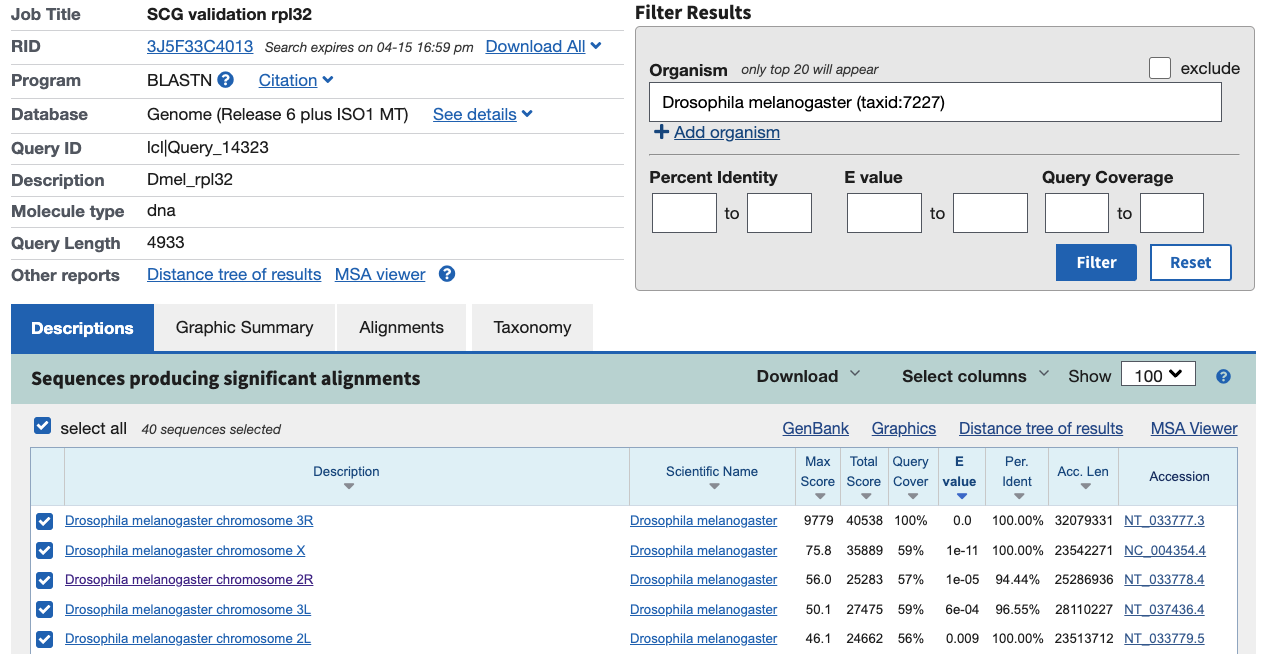 Job Title SCG validation rpl32
RID 3J5F33C4013 Search expires on 04-15 16:59 pm Download All
Program BLASTN ? Citation
Database Genome (Release 6 plus ISO1 MT) See details
Query ID lcl|Query_14323
Description Dmel_rpl32
Molecule type dna
Query Length 4933
Other reports Distance tree of results MSA viewer ?
Filter Results
Organism only top 20 will appear exclude
Drosophila melanogaster (taxid:7227)
+ Add organism
Percent Identity E value Query Coverage
to to to
Filter Reset
Descriptions Graphic Summary Alignments Taxonomy
Sequences producing significant alignments Download Select columns Show 100 ?
select all 40 sequences selected GenBank Graphics Distance tree of results MSA Viewer
Description Scientific Name Max Score Total Score Query Cover E value Per. Ident Acc. Len Accession
Drosophila melanogaster chromosome 3R Drosophila melanogaster 9779 40538 100% 0.0 100.00% 32079331 NT_033777.3
Drosophila melanogaster chromosome X Drosophila melanogaster 75.8 35889 59% 1e-11 100.00% 23542271 NC_004354.4
Drosophila melanogaster chromosome 2R Drosophila melanogaster 56.0 25283 57% 1e-05 94.44% 25286936 NT_033778.4
Drosophila melanogaster chromosome 3L Drosophila melanogaster 50.1 27475 59% 6e-04 96.55% 28110227 NT_037436.4
Drosophila melanogaster chromosome 2L Drosophila melanogaster 46.1 24662 56% 0.009 100.00% 23513712 NT_033779.5